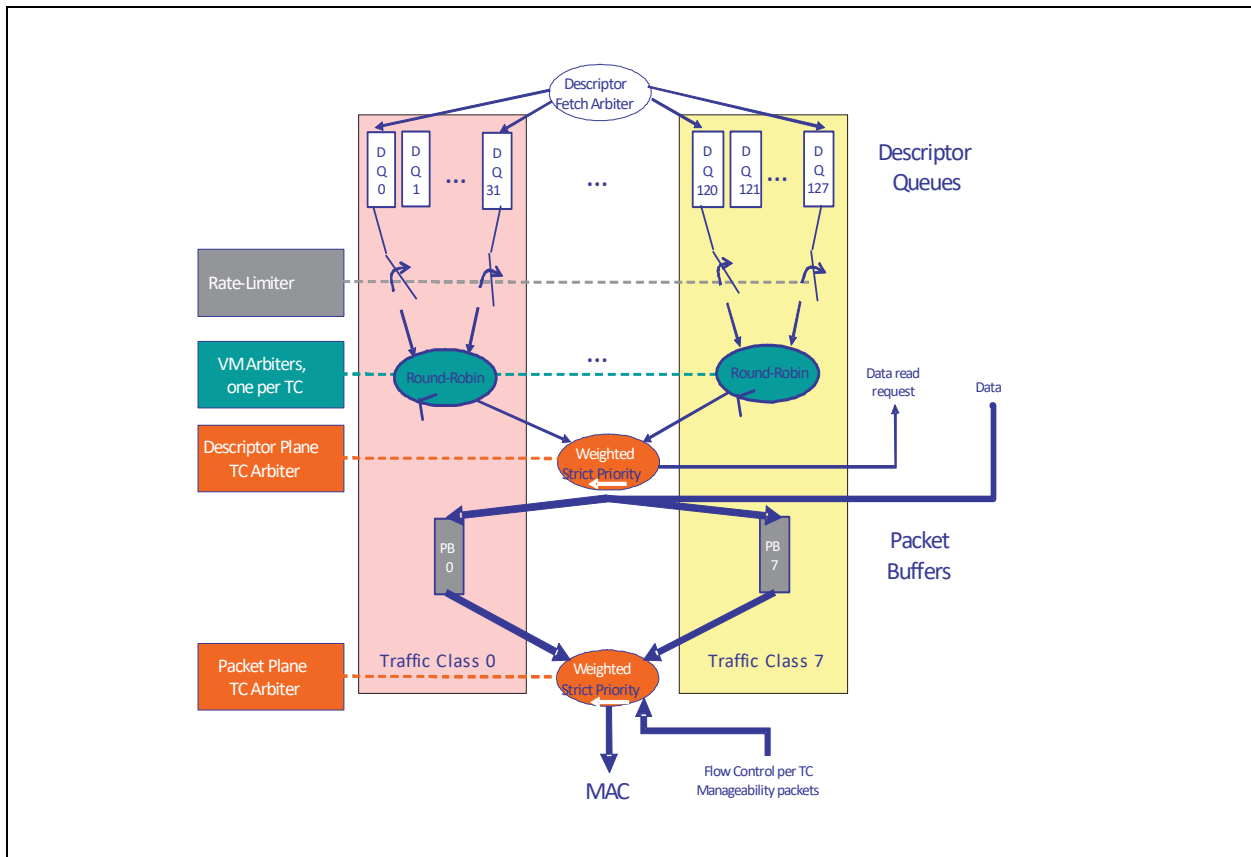 Descriptor
Fetch Arbiter
D
Q
0
D
Q
1
...
D
Q
31
...
D
Q
120
D
Q
121
...
D
Q
127
Descriptor
Queues
Rate-Limiter
VM Arbiters,
one per TC
Round-Robin
...
Round-Robin
Data read
request
Data
Descriptor Plane
TC Arbiter
Weighted
Strict Priority
PB
0
PB
7
Packet
Buffers
Packet Plane
TC Arbiter
Traffic Class 0
Weighted
Strict Priority
Traffic Class 7
MAC
Flow Control per TC
Manageability packets